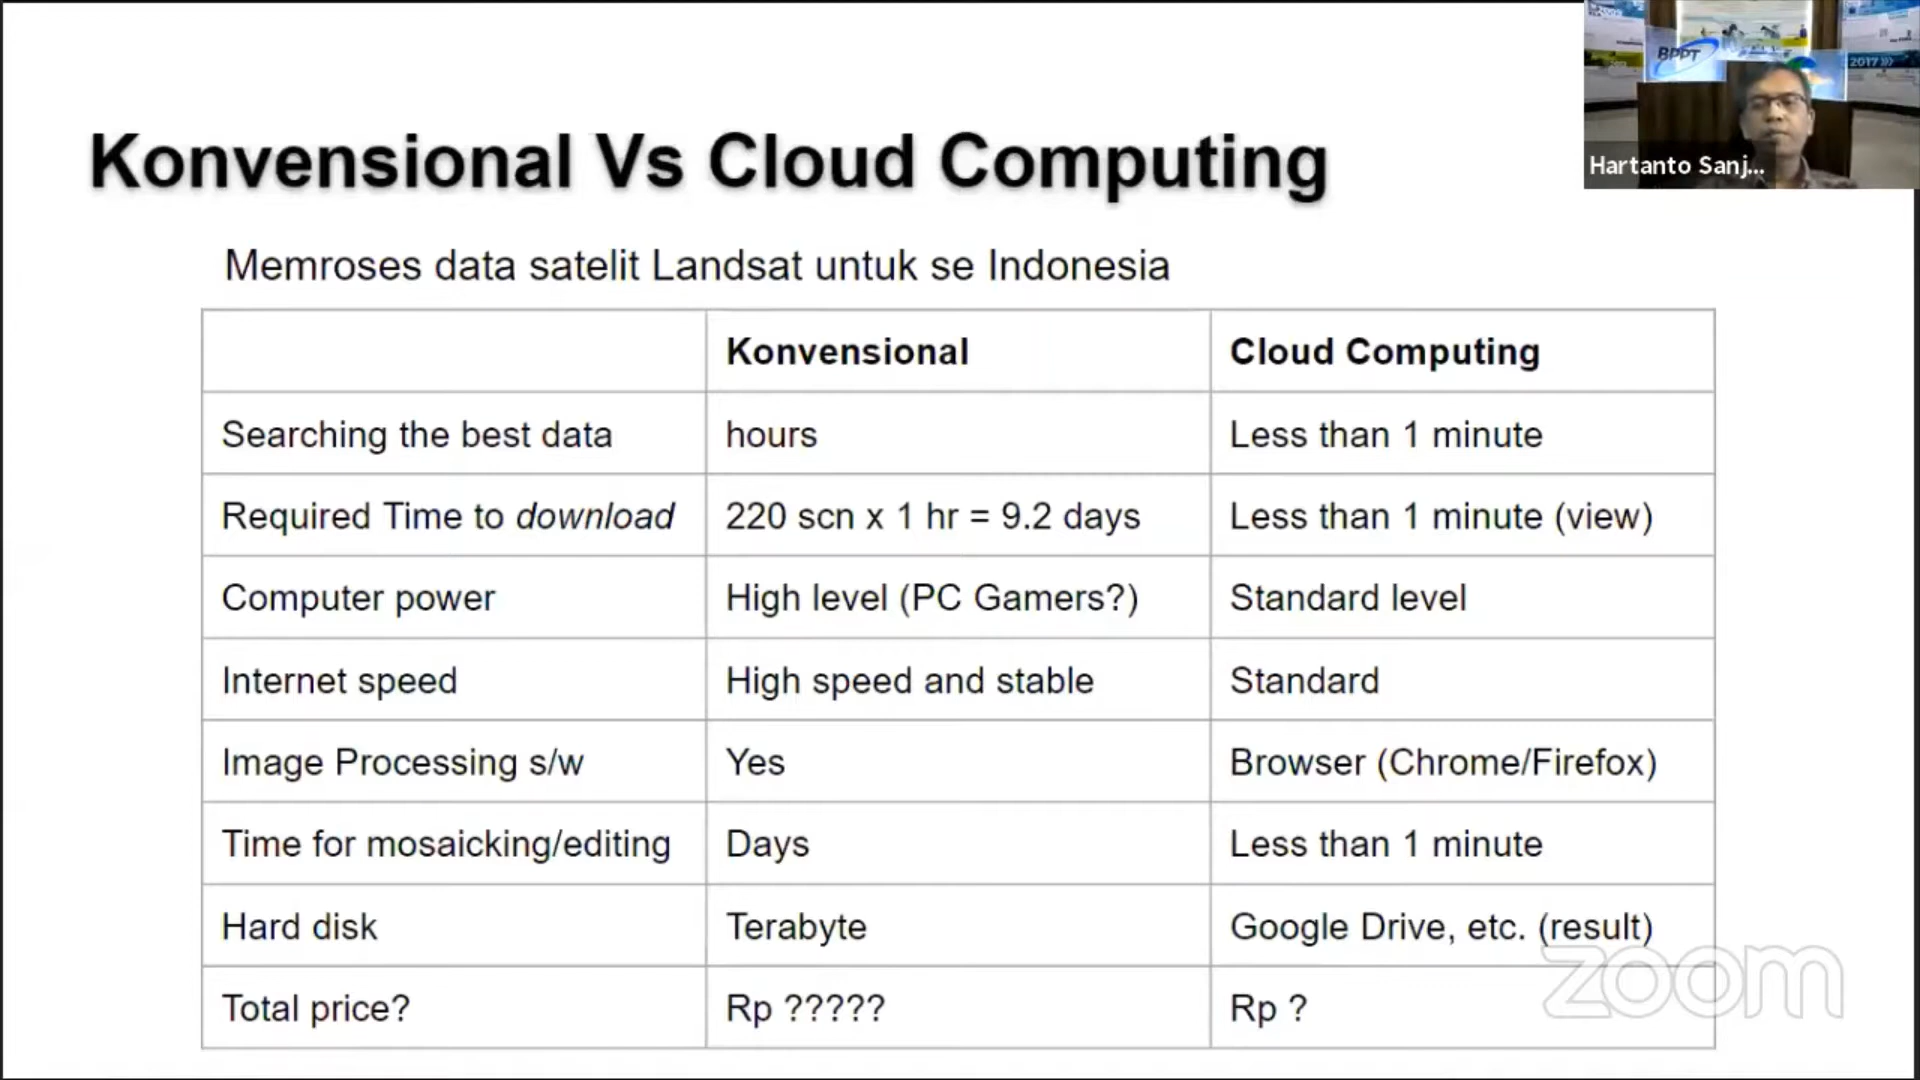 Konvensional Vs Cloud Computing
BPPT
2017
Hartanto Sanj...
Memroses data satelit Landsat untuk se Indonesia
Konvensional Cloud Computing
Searching the best data hours Less than 1 minute
Required Time to download 220 scn x 1 hr = 9.2 days Less than 1 minute (view)
Computer power High level (PC Gamers?) Standard level
Internet speed High speed and stable Standard
Image Processing s/w Yes Browser (Chrome/Firefox)
Time for mosaicking/editing Days Less than 1 minute
Hard disk Terabyte Google Drive, etc. (result)
Total price? Rp ????? Rp ?
zoom